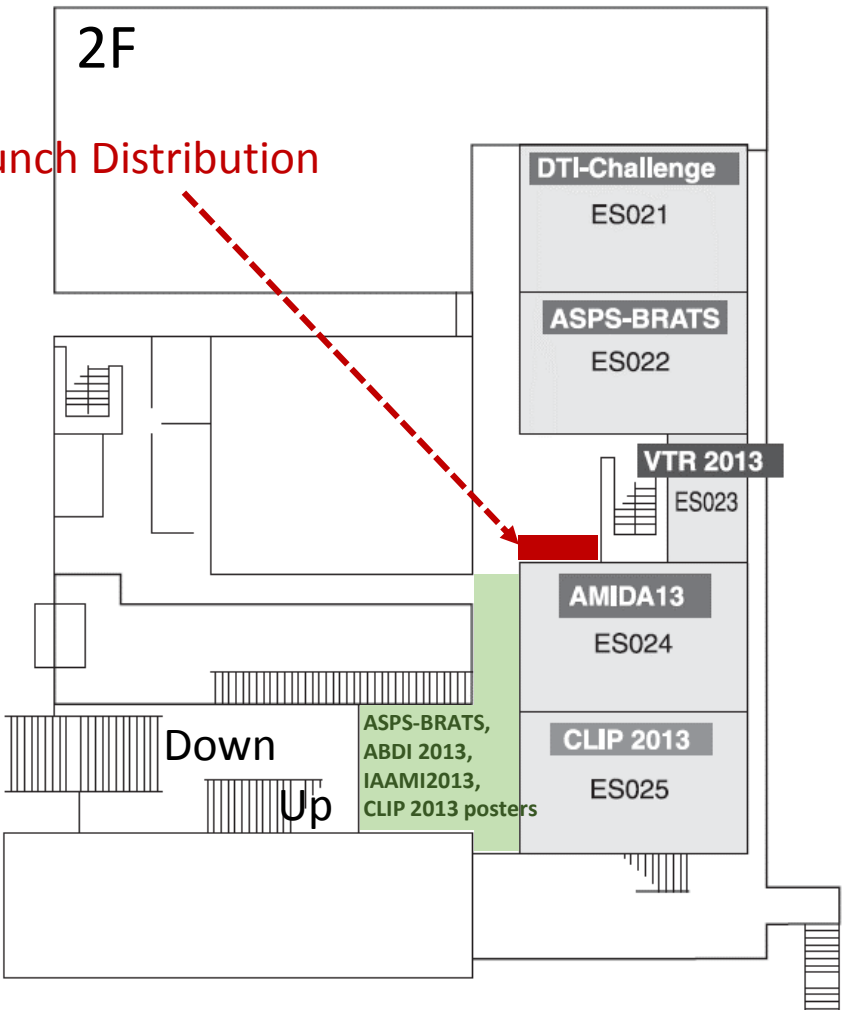 2F
unch Distribution
DTI-Challenge
ES021
ASPS-BRATS
ES022
VTR 2013
ES023
AMIDA13
ES024
ASPS-BRATS,
ABDI 2013,
IAAMI2013,
CLIP 2013 posters
Down
Up
CLIP 2013
ES025